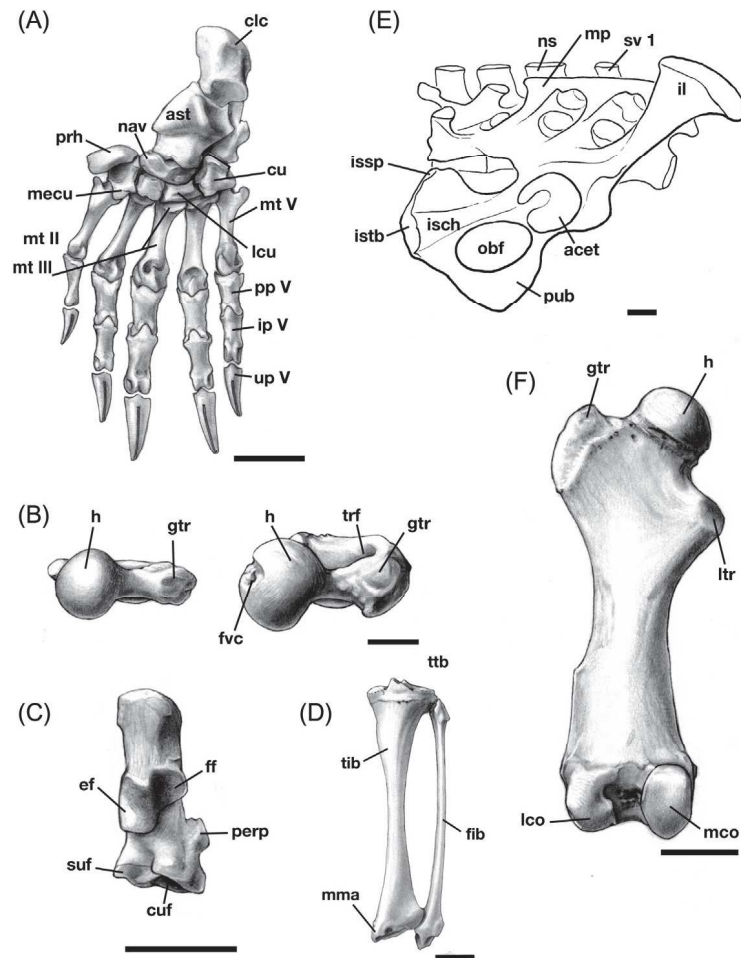 (A)
clc
ast
nav
prh
cu
mecu
mt V
mt II
lcu
mt III
pp V
ip V
up V
(E)
ns
mp
sv 1
il
issp
isch
istb
obf
acet
pub
(B)
h
gtr
h
trf
gtr
fvc
(C)
ff
ef
perp
suf
cuf
(D)
ttb
tib
fib
mma
(F)
gtr
h
ltr
lco
mco